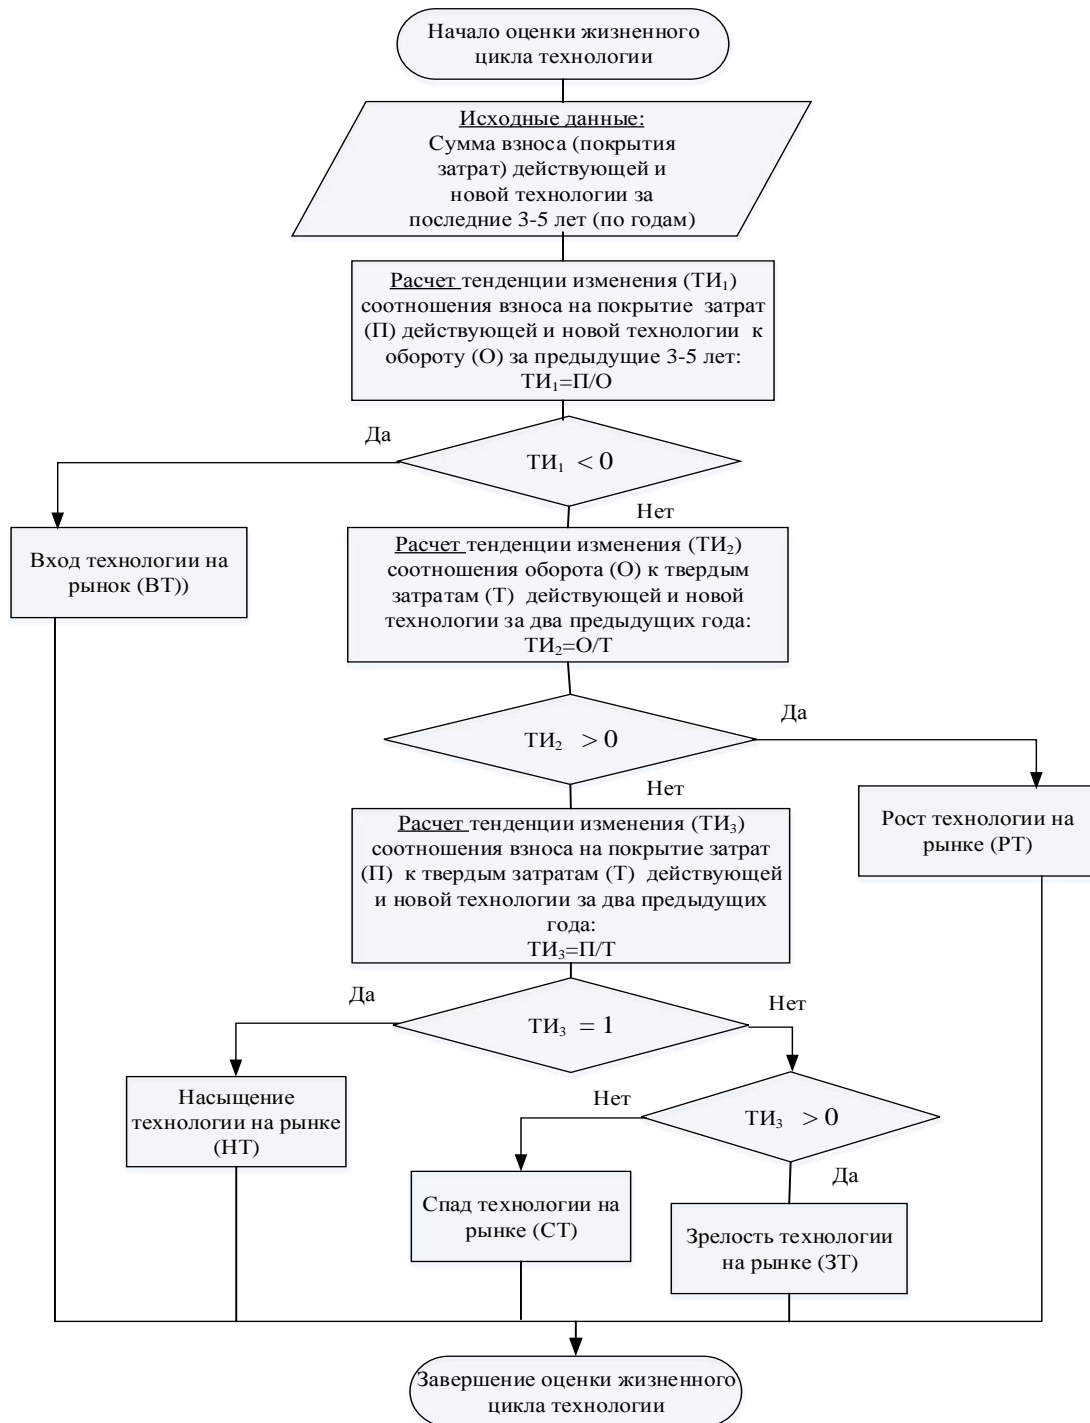 Начало оценки жизненного
цикла технологии
Исходные данные:
Сумма взноса (покрытия
затрат) действующей и
новой технологии за
последние 3-5 лет (по годам)
Расчет тенденции изменения (ТИ₁)
соотношения взноса на покрытие затрат
(П) действующей и новой технологии к
обороту (О) за предыдущие 3-5 лет:
ТИ₁=П/О
Да
ТИ₁ < 0
Нет
Вход технологии на
рынок (ВТ))
Расчет тенденции изменения (ТИ₂)
соотношения оборота (О) к твердым
затратам (Т) действующей и новой
технологии за два предыдущих года:
ТИ₂=О/Т
ТИ₂ > 0
Да
Нет
Рост технологии на
рынке (РТ)
Расчет тенденции изменения (ТИ₃)
соотношения взноса на покрытие затрат
(П) к твердым затратам (Т) действующей
и новой технологии за два предыдущих
года:
ТИ₃=П/Т
Да
ТИ₃ = 1
Нет
Насыщение
технологии на рынке
(НТ)
Нет
ТИ₃ > 0
Да
Спад технологии на
рынке (СТ)
Зрелость технологии
на рынке (ЗТ)
Завершение оценки жизненного
цикла технологии